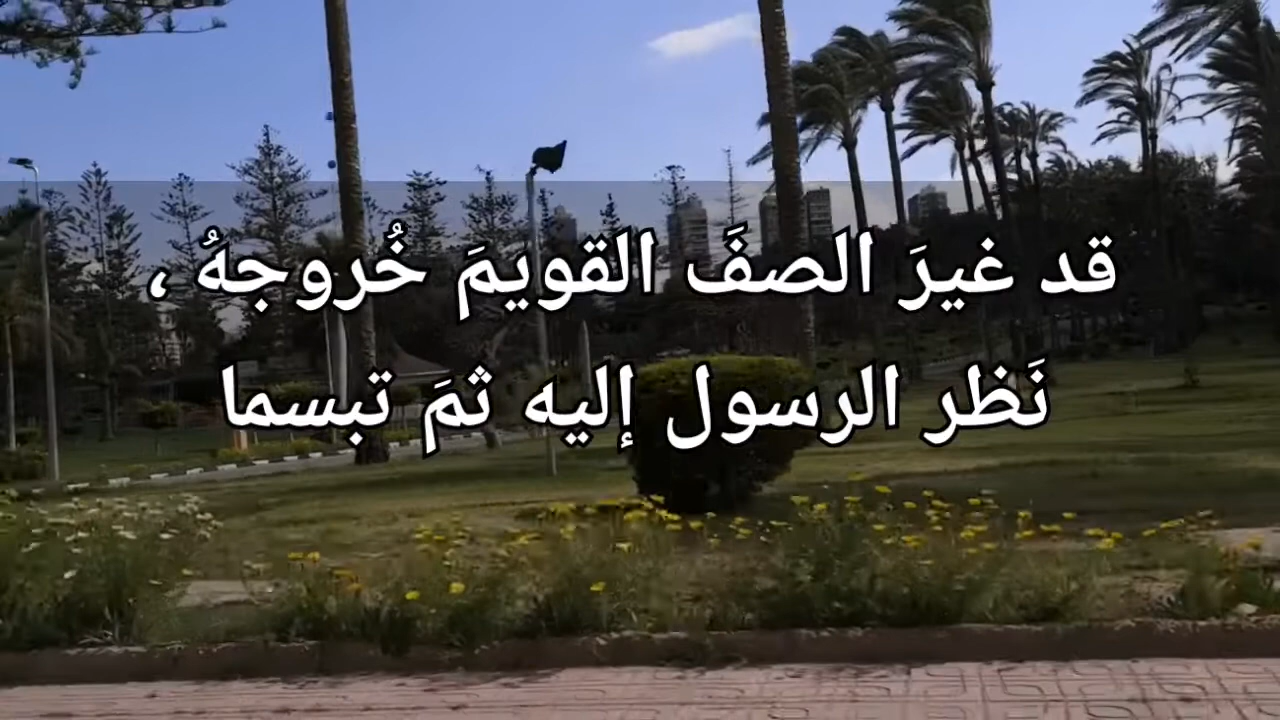 قد غيرَ الصفَ القويمَ خُروجهُ ،
نَظر الرسول إليه ثمَ تبسما